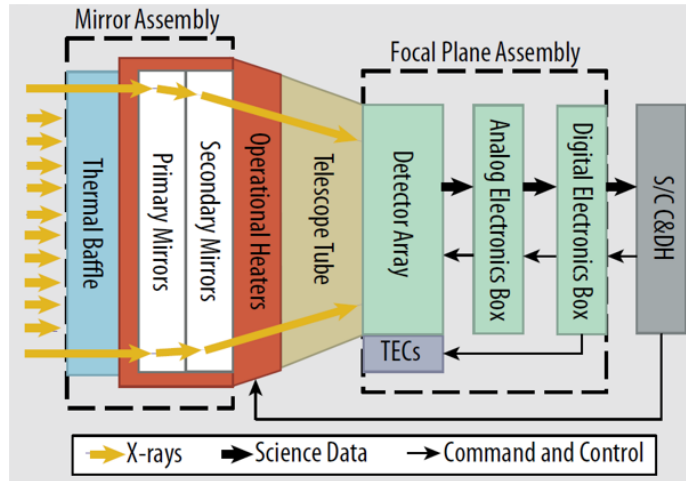 Mirror Assembly
Focal Plane Assembly
Thermal Baffle
Primary Mirrors
Secondary Mirrors
Operational Heaters
Telescope Tube
Detector Array
Analog Electronics Box
Digital Electronics Box
S/C C&DH
TECs
X-rays
Science Data
Command and Control